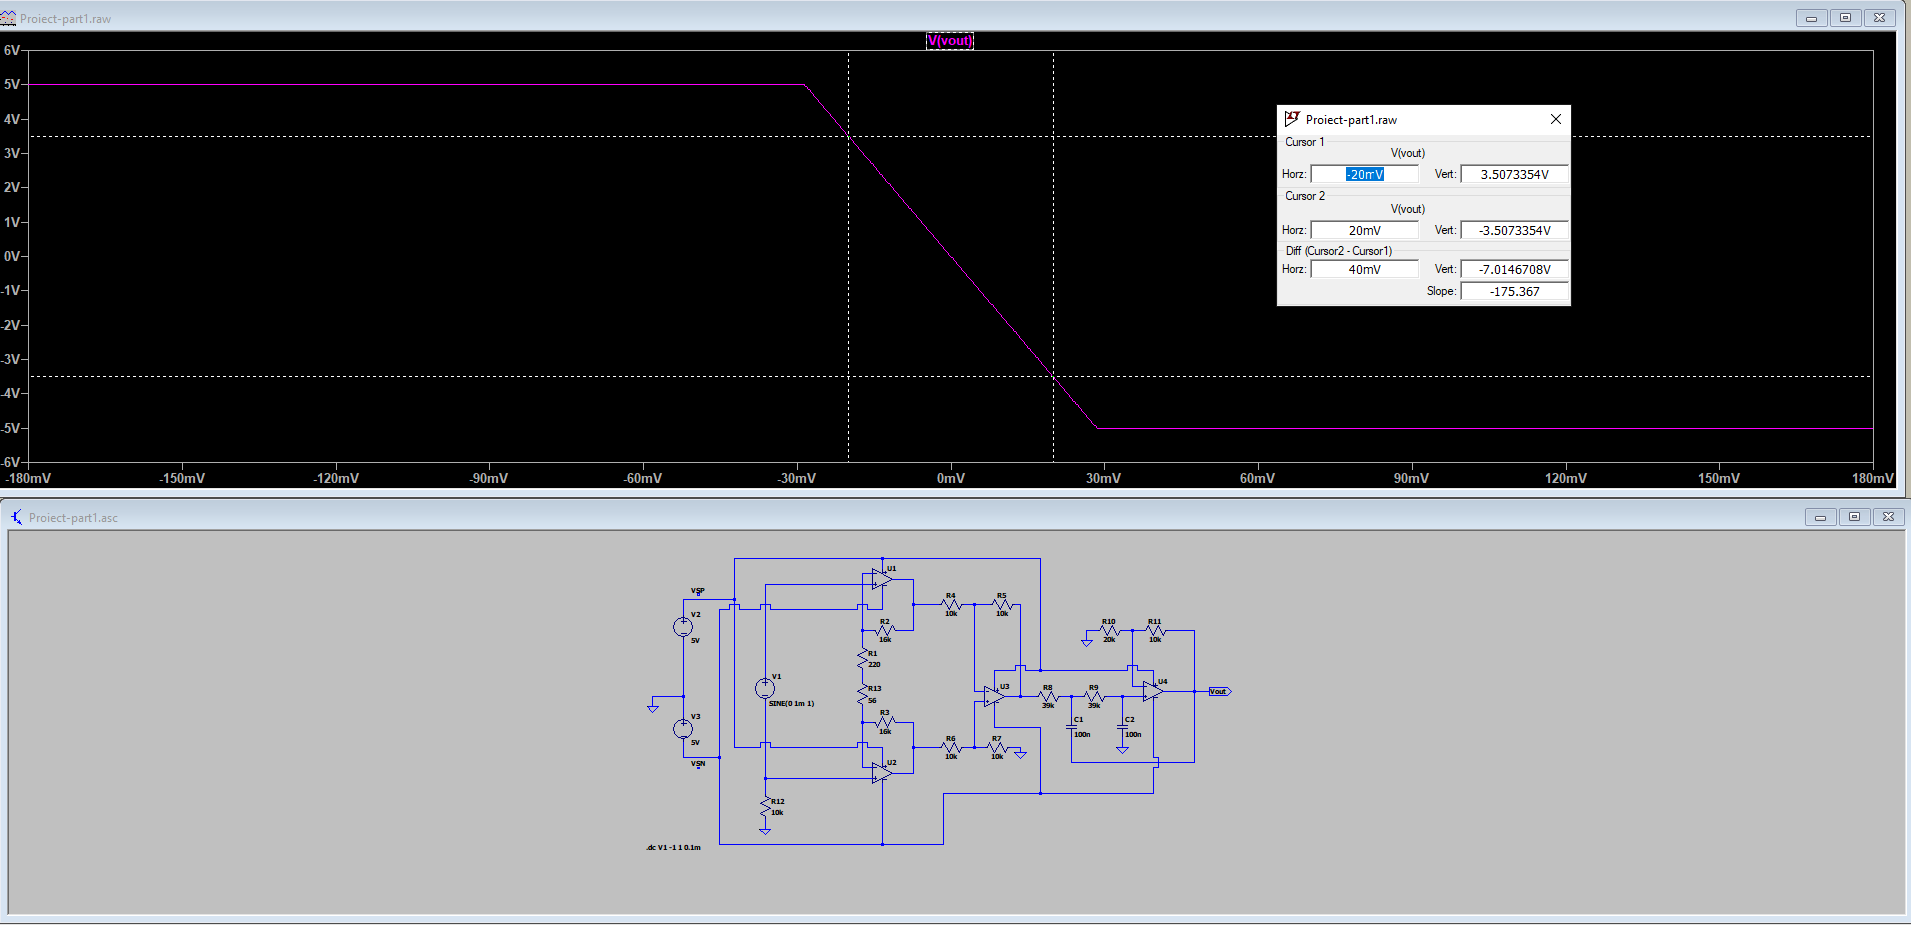 Proiect-part1.raw
V(vout)
6V
5V
4V
3V
2V
1V
0V
-1V
-2V
-3V
-4V
-5V
-6V
-180mV -150mV -120mV -90mV -60mV -30mV 0mV 30mV 60mV 90mV 120mV 150mV 180mV
Proiect-part1.raw
Cursor 1
V(vout)
Horz: -20mV Vert: 3.5073354V
Cursor 2
V(vout)
Horz: 20mV Vert: -3.5073354V
Diff (Cursor2 - Cursor1)
Horz: 40mV Vert: -7.0146708V
Slope: -175.367
Proiect-part1.asc
VSP
V2
5V
V3
5V
VSN
V1
SINE(0 1m 1)
R12
10k
U1
R2
16k
R1
220
R13
56
R3
16k
U2
R4
10k
R5
10k
R6
10k
R7
10k
U3
R8
39k
R9
39k
C1
100n
C2
100n
R10
20k
R11
10k
U4
Vout
.dc V1 -1 1 0.1m